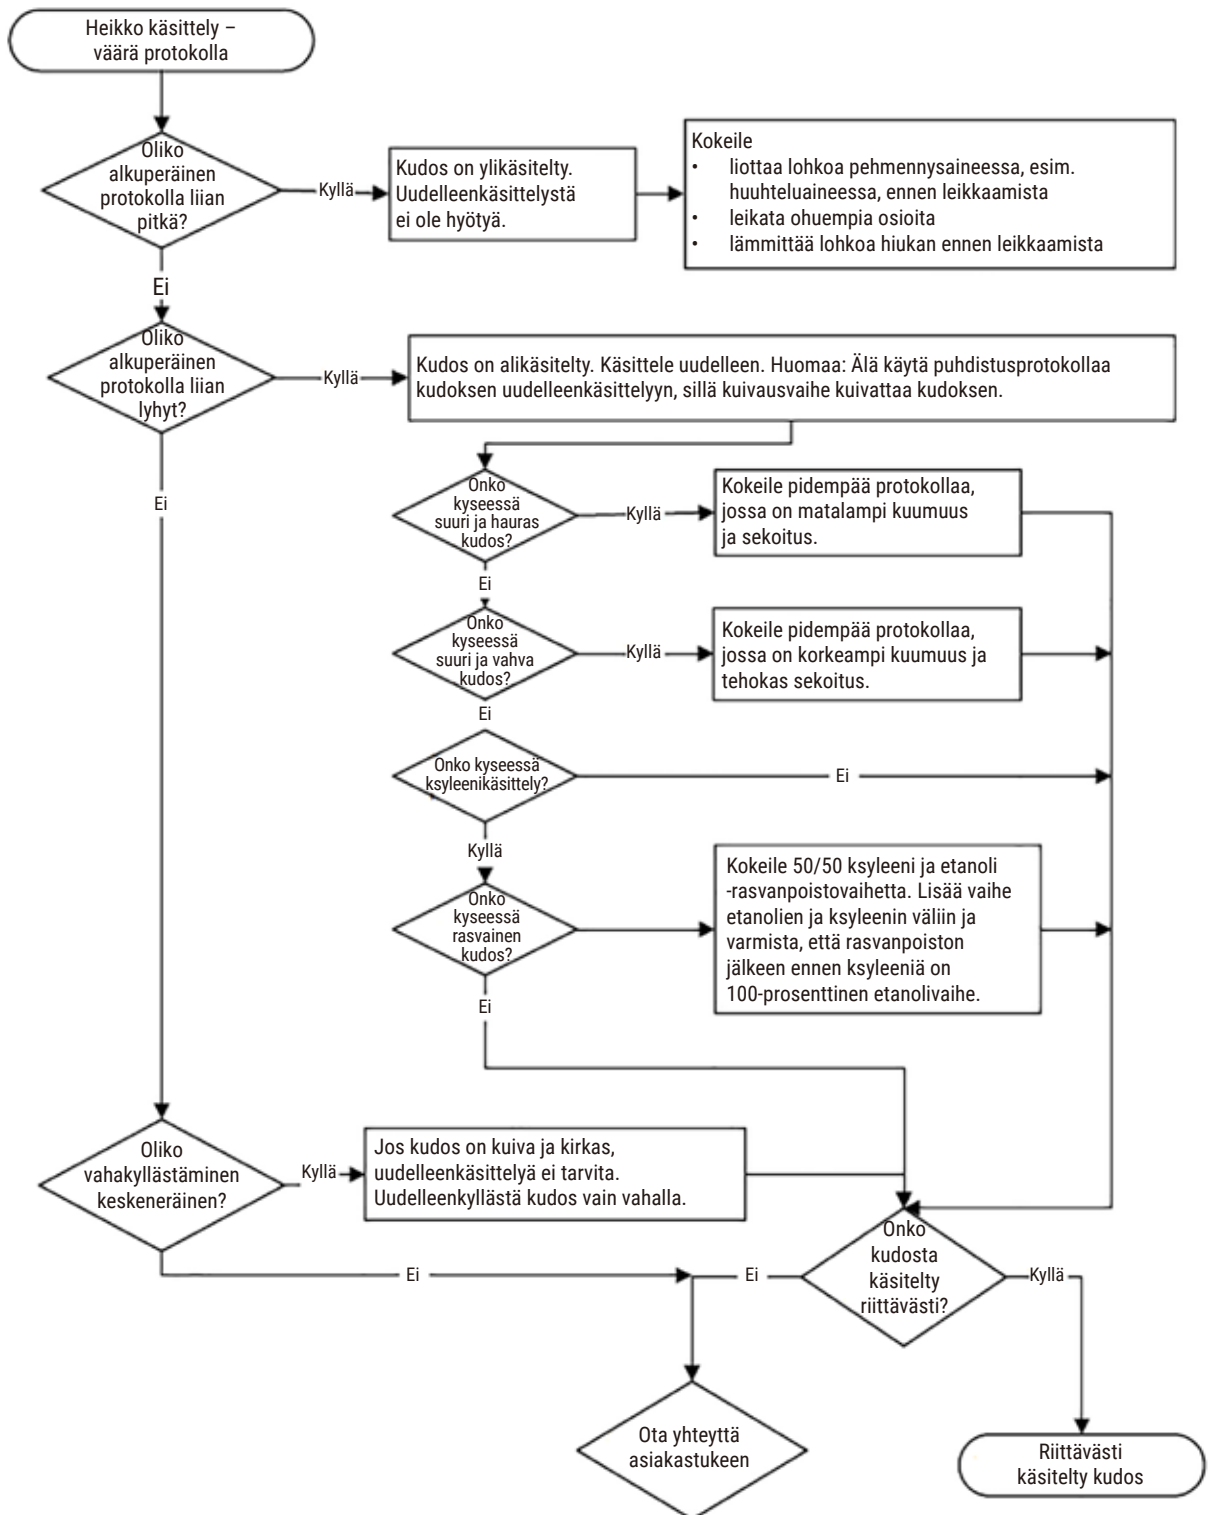 Heikko käsittely –
väärä protokolla
Oliko
alkuperäinen
protokolla liian
pitkä?
Kyllä
Kudos on ylikäsitelty.
Uudelleenkäsittelystä
ei ole hyötyä.
Kokeile
• liottaa lohkoa pehmennysaineessa, esim.
huuhteluaineessa, ennen leikkaamista
• leikata ohuempia osioita
• lämmittää lohkoa hiukan ennen leikkaamista
Ei
Oliko
alkuperäinen
protokolla liian
lyhyt?
Kyllä
Kudos on alikäsitelty. Käsittele uudelleen. Huomaa: Älä käytä puhdistusprotokollaa
kudoksen uudelleenkäsittelyyn, sillä kuivausvaihe kuivattaa kudoksen.
Ei
Onko
kyseessä
suuri ja hauras
kudos?
Kyllä
Kokeile pidempää protokollaa,
jossa on matalampi kuumuus
ja sekoitus.
Ei
Onko
kyseessä
suuri ja vahva
kudos?
Kyllä
Kokeile pidempää protokollaa,
jossa on korkeampi kuumuus ja
tehokas sekoitus.
Ei
Onko kyseessä
ksyleenikäsittely?
Ei
Kyllä
Onko
kyseessä
rasvainen
kudos?
Kokeile 50/50 ksyleeni ja etanoli
-rasvanpoistovaihetta. Lisää vaihe
etanolien ja ksyleenin väliin ja
varmista, että rasvanpoiston
jälkeen ennen ksyleeniä on
100-prosenttinen etanolivaihe.
Ei
Oliko
vahakyllästäminen
keskeneräinen?
Kyllä
Jos kudos on kuiva ja kirkas,
uudelleenkäsittelyä ei tarvita.
Uudelleenkyllästä kudos vain vahalla.
Ei
Onko
kudosta
käsitelty
riittävästi?
Ei
Kyllä
Ota yhteyttä
asiakastukeen
Riittävästi
käsitelty kudos